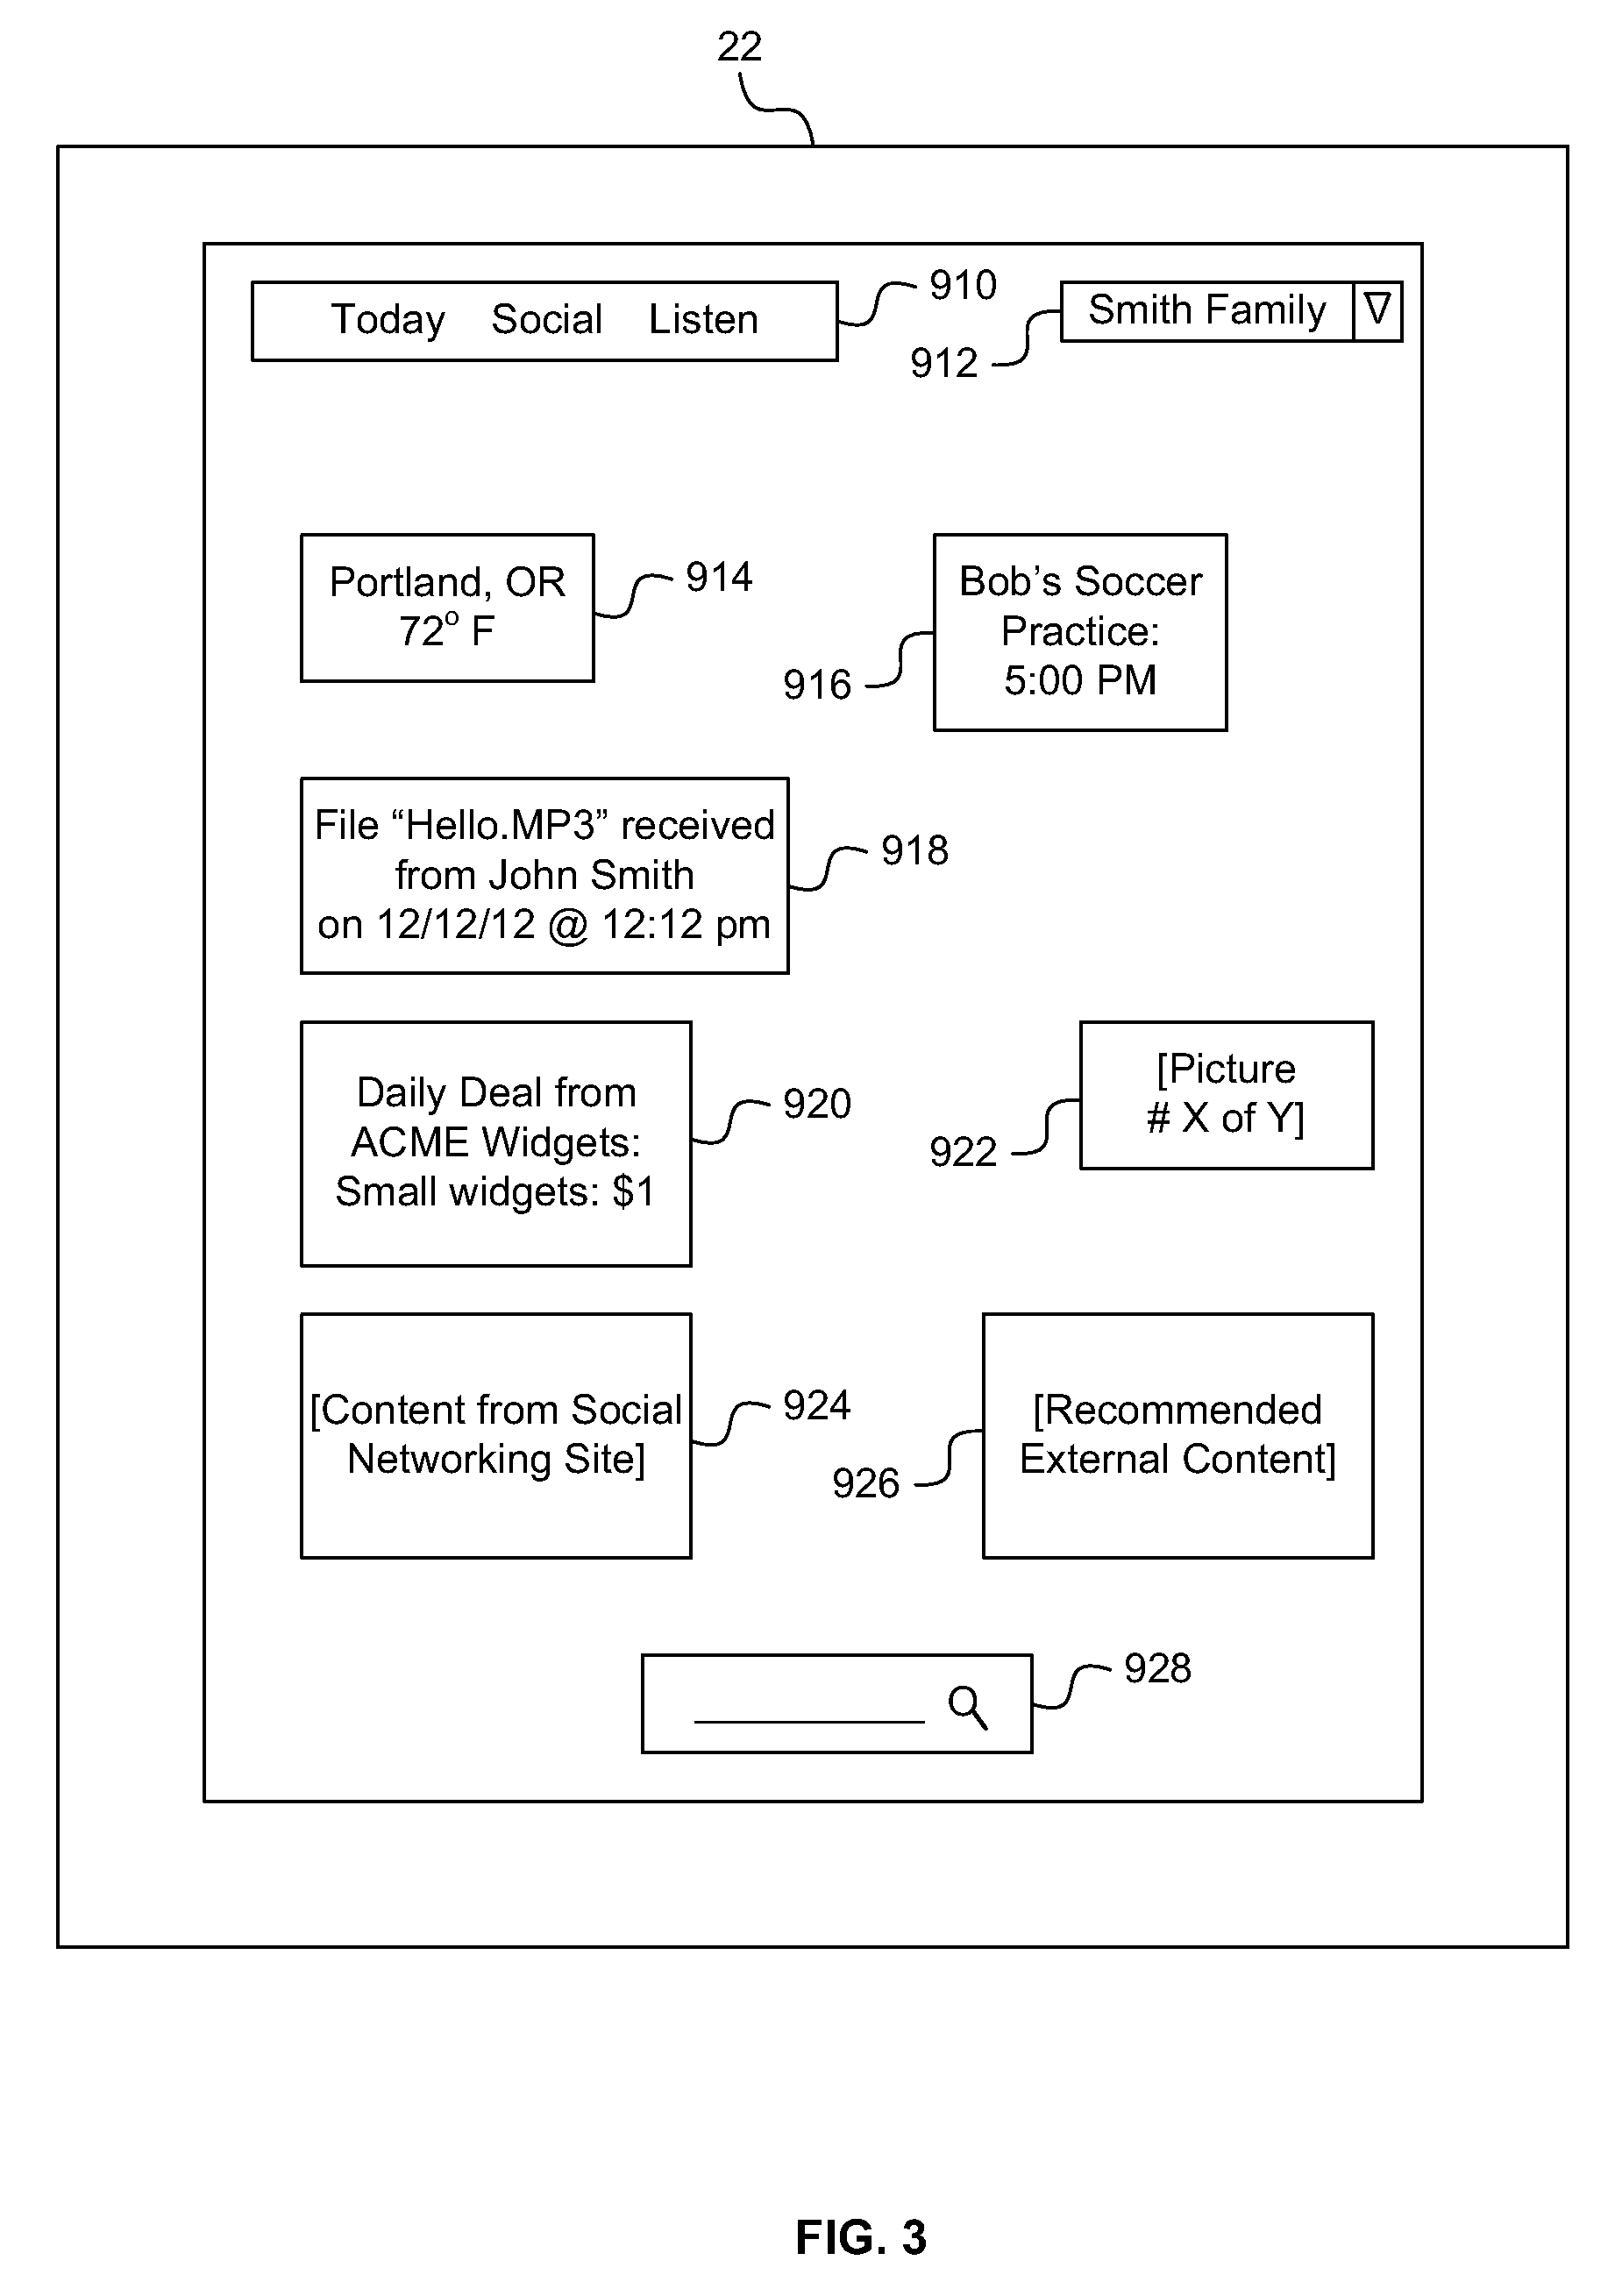 22
Today Social Listen
910
Smith Family
912
Portland, OR
72° F
914
Bob’s Soccer
Practice:
5:00 PM
916
File “Hello.MP3” received
from John Smith
on 12/12/12 @ 12:12 pm
918
Daily Deal from
ACME Widgets:
Small widgets: $1
920
[Picture
# X of Y]
922
[Content from Social
Networking Site]
924
[Recommended
External Content]
926
928
FIG. 3